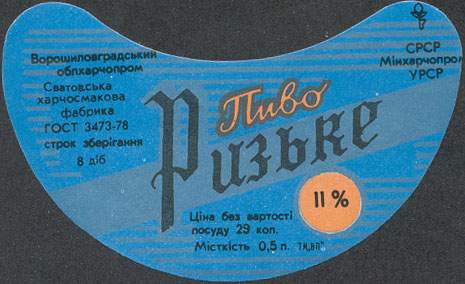 Ворошиловградський
облхарчопром
Сватовська
харчосмакова
фабрика
ГОСТ 3473-78
строк зберігання
8 діб
СРСР
Мінхарчопром
УРСР
Пиво
Ризьке
11 %
Ціна без вартості
посуду 29 коп.
Місткість 0,5 л.